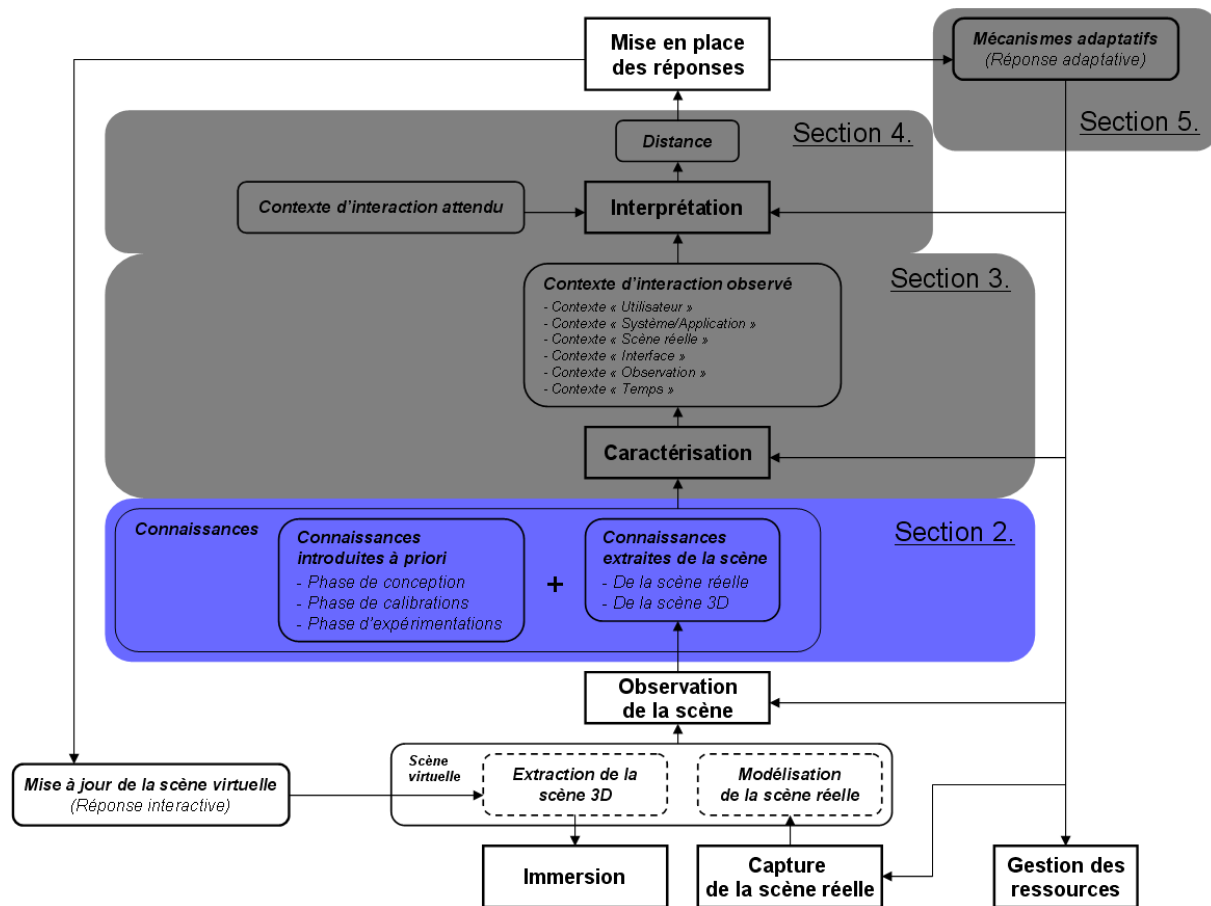 Mise en place
des réponses
Mécanismes adaptatifs
(Réponse adaptative)
Section 5.
Section 4.
Distance
Contexte d'interaction attendu
Interprétation
Section 3.
Contexte d'interaction observé
- Contexte « Utilisateur »
- Contexte « Système/Application »
- Contexte « Scène réelle »
- Contexte « Interface »
- Contexte « Observation »
- Contexte « Temps »
Caractérisation
Section 2.
Connaissances
Connaissances
introduites à priori
- Phase de conception
- Phase de calibrations
- Phase d'expérimentations
+
Connaissances
extraites de la scène
- De la scène réelle
- De la scène 3D
Observation
de la scène
Mise à jour de la scène virtuelle
(Réponse interactive)
Scène
virtuelle
Extraction de la
scène 3D
Modélisation
de la scène réelle
Immersion
Capture
de la scène réelle
Gestion des
ressources